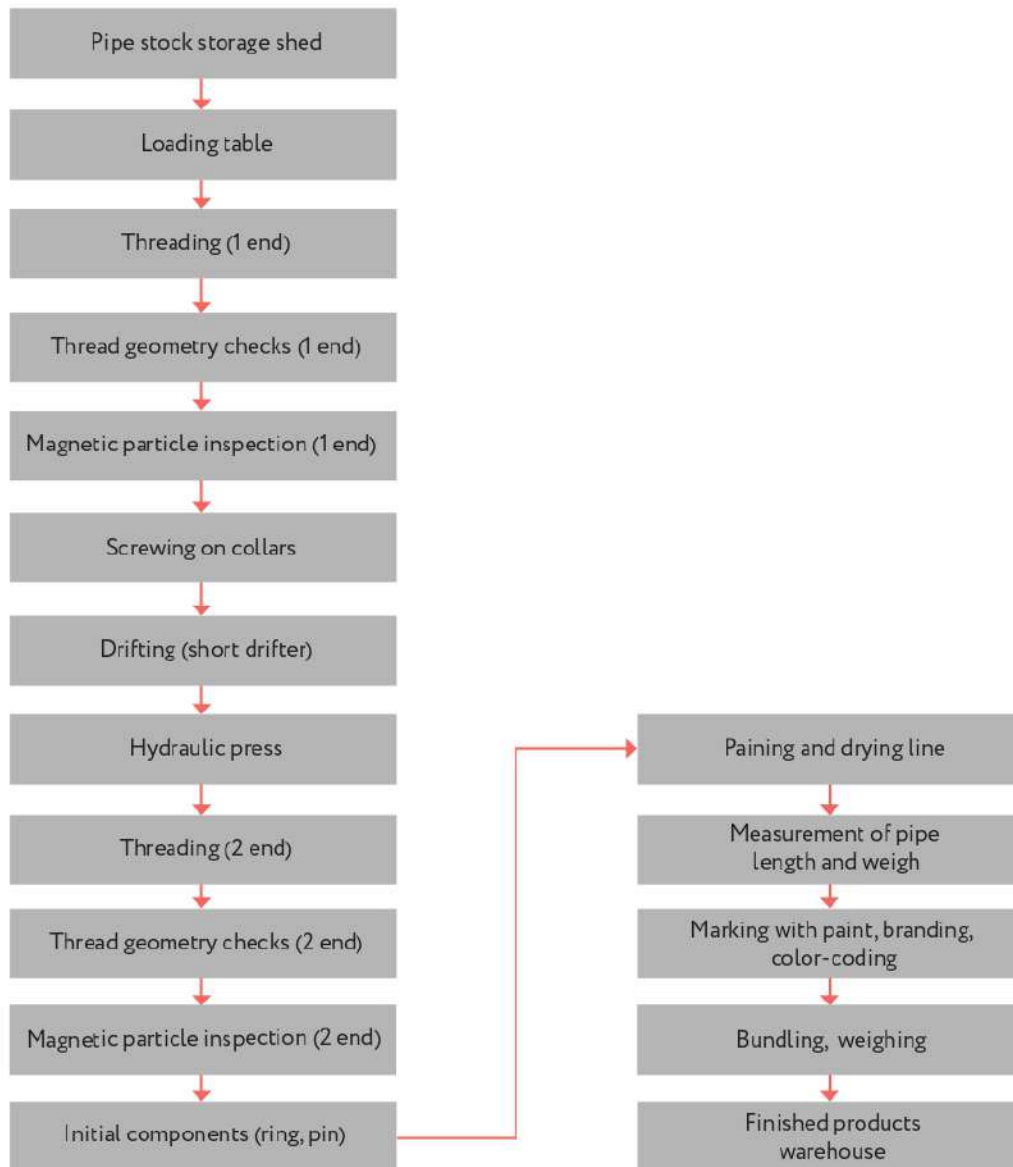 Pipe stock storage shed
Loading table
Threading (1 end)
Thread geometry checks (1 end)
Magnetic particle inspection (1 end)
Screwing on collars
Drifting (short drifter)
Hydraulic press
Threading (2 end)
Thread geometry checks (2 end)
Magnetic particle inspection (2 end)
Initial components (ring, pin)
Paining and drying line
Measurement of pipe
length and weigh
Marking with paint, branding,
color-coding
Bundling, weighing
Finished products
warehouse